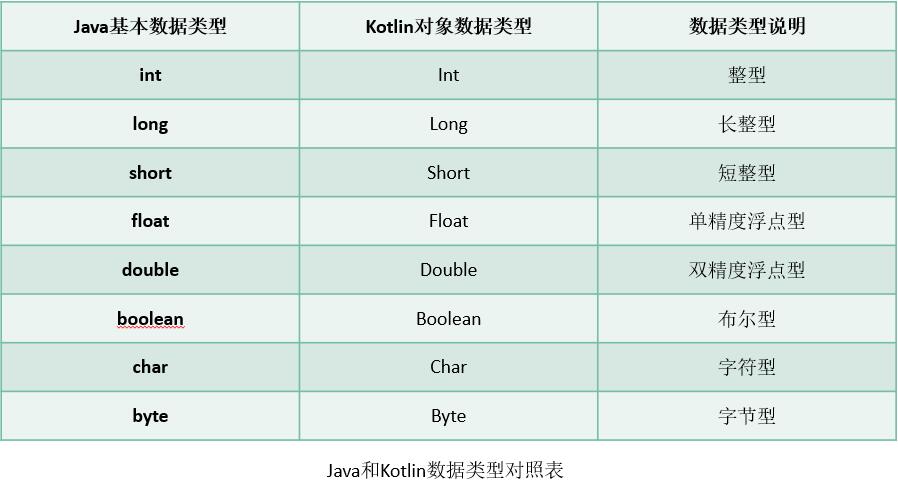 Java基本数据类型 Kotlin对象数据类型 数据类型说明
int Int 整型
long Long 长整型
short Short 短整型
float Float 单精度浮点型
double Double 双精度浮点型
boolean Boolean 布尔型
char Char 字符型
byte Byte 字节型
Java和Kotlin数据类型对照表